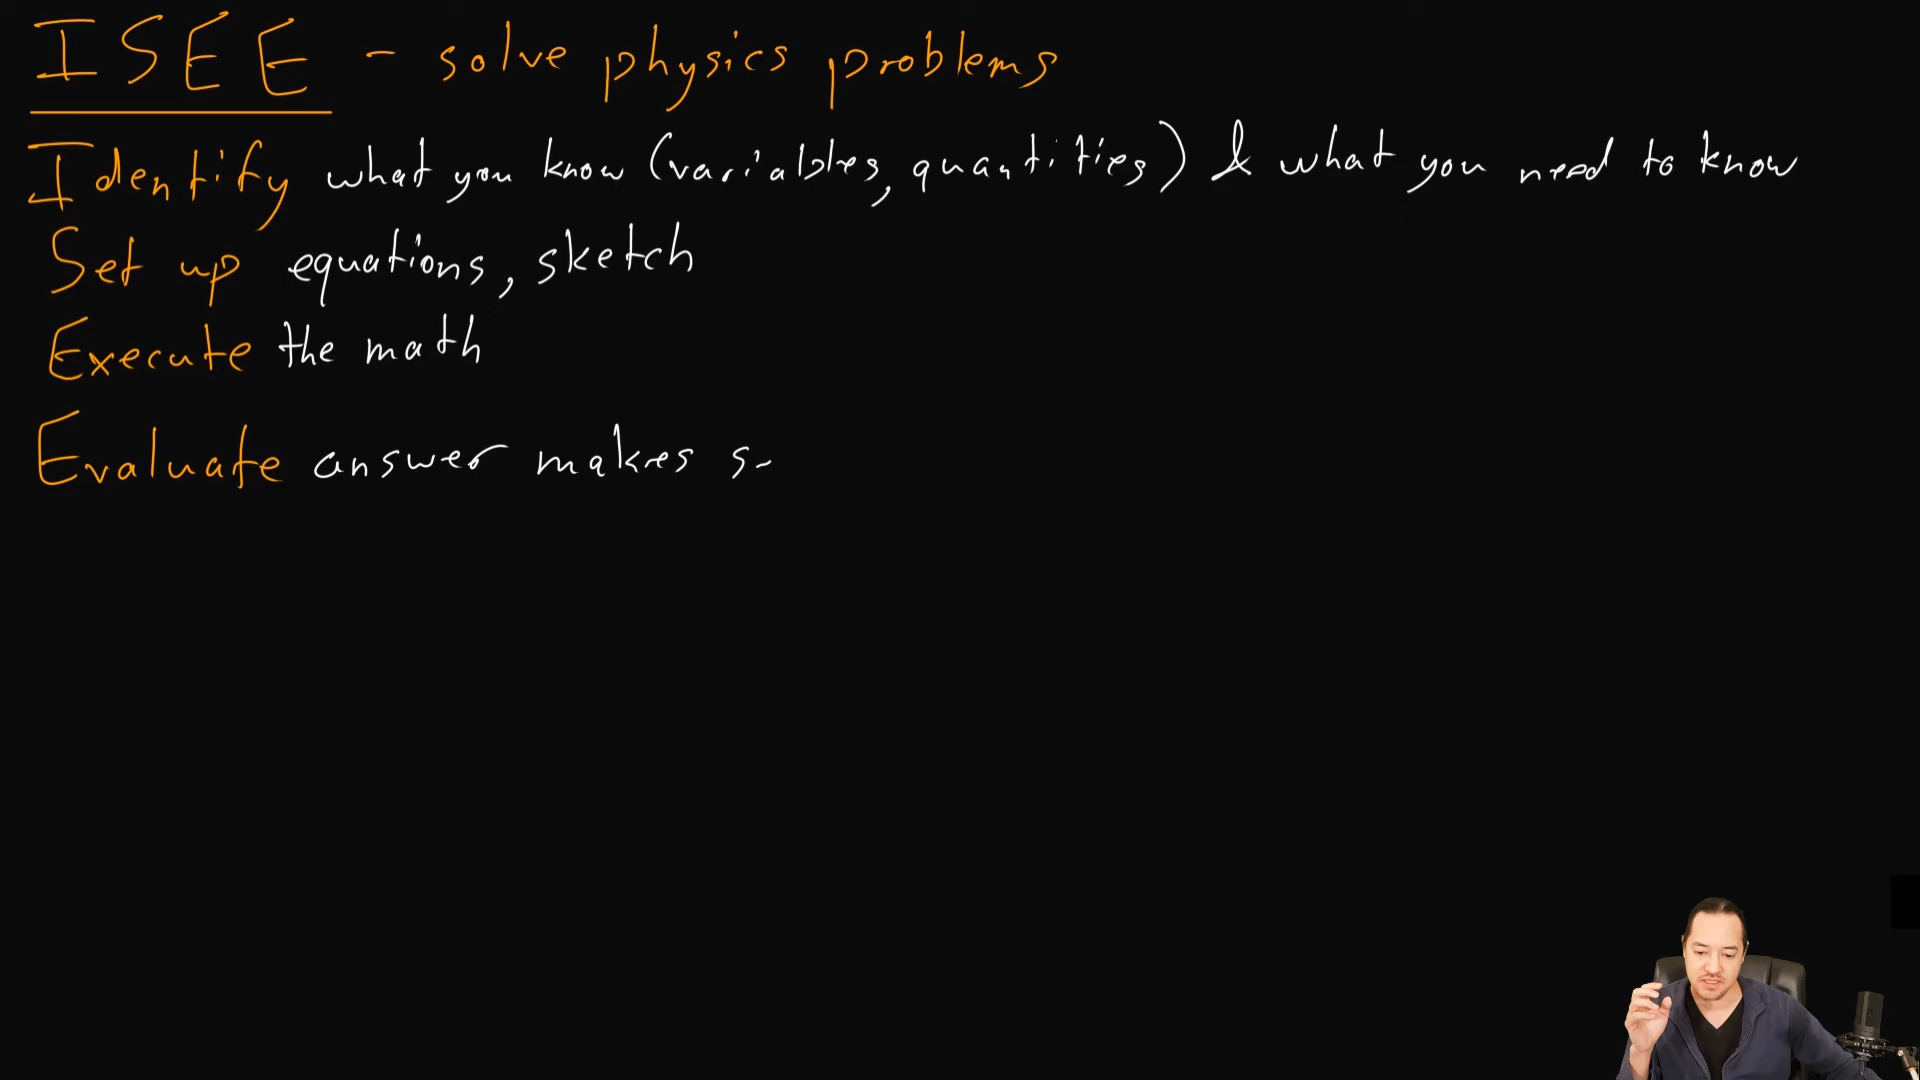 ISEE - solve physics problems
Identify what you know (variables, quantities) & what you need to know
Set up equations, sketch
Execute the math
Evaluate answer makes s